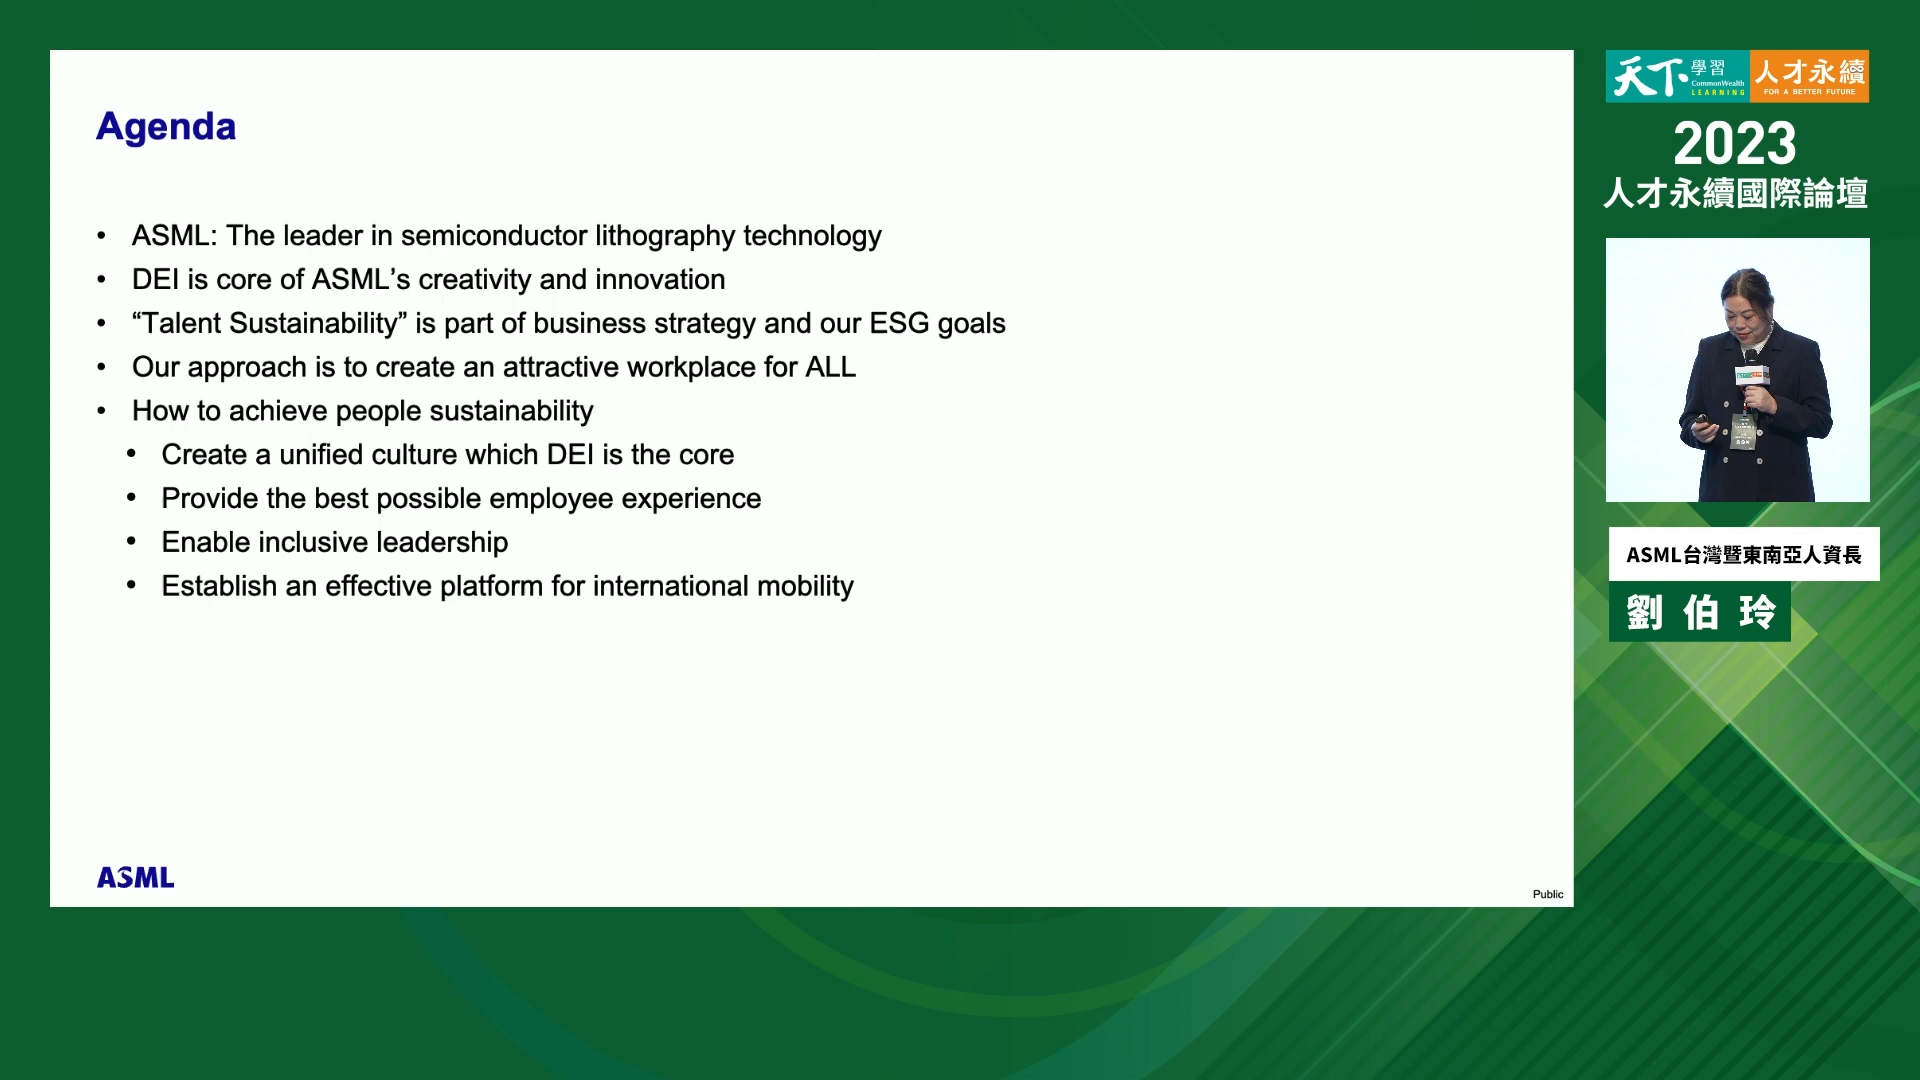 Agenda
• ASML: The leader in semiconductor lithography technology
• DEI is core of ASML’s creativity and innovation
• “Talent Sustainability” is part of business strategy and our ESG goals
• Our approach is to create an attractive workplace for ALL
• How to achieve people sustainability
• Create a unified culture which DEI is the core
• Provide the best possible employee experience
• Enable inclusive leadership
• Establish an effective platform for international mobility
ASML
Public
天下 學習
CommonWealth
LEARNING
人才永續
FOR A BETTER FUTURE
2023
人才永續國際論壇
ASML台灣暨東南亞人資長
劉伯玲